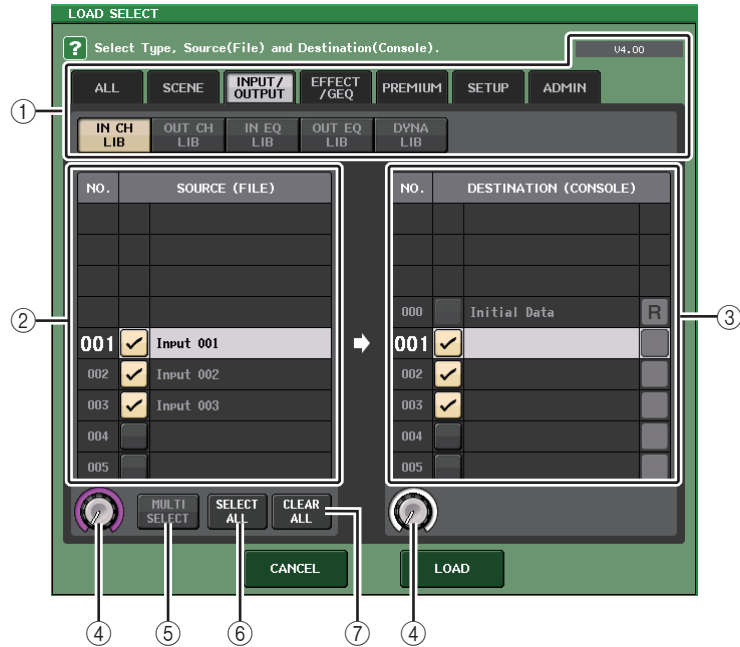 LOAD SELECT
? Select Type, Source(File) and Destination(Console).
V4.00
ALL SCENE INPUT/ OUTPUT EFFECT /GEQ PREMIUM SETUP ADMIN
①
IN CH LIB OUT CH LIB IN EQ LIB OUT EQ LIB DYNA LIB
NO. SOURCE (FILE) NO. DESTINATION (CONSOLE)
② 000 Initial Data R ③
001 Input 001 001
002 Input 002 002
003 Input 003 003
004 004
005 005
MULTI SELECT SELECT ALL CLEAR ALL
CANCEL LOAD
④ ⑤ ⑥ ⑦ ④